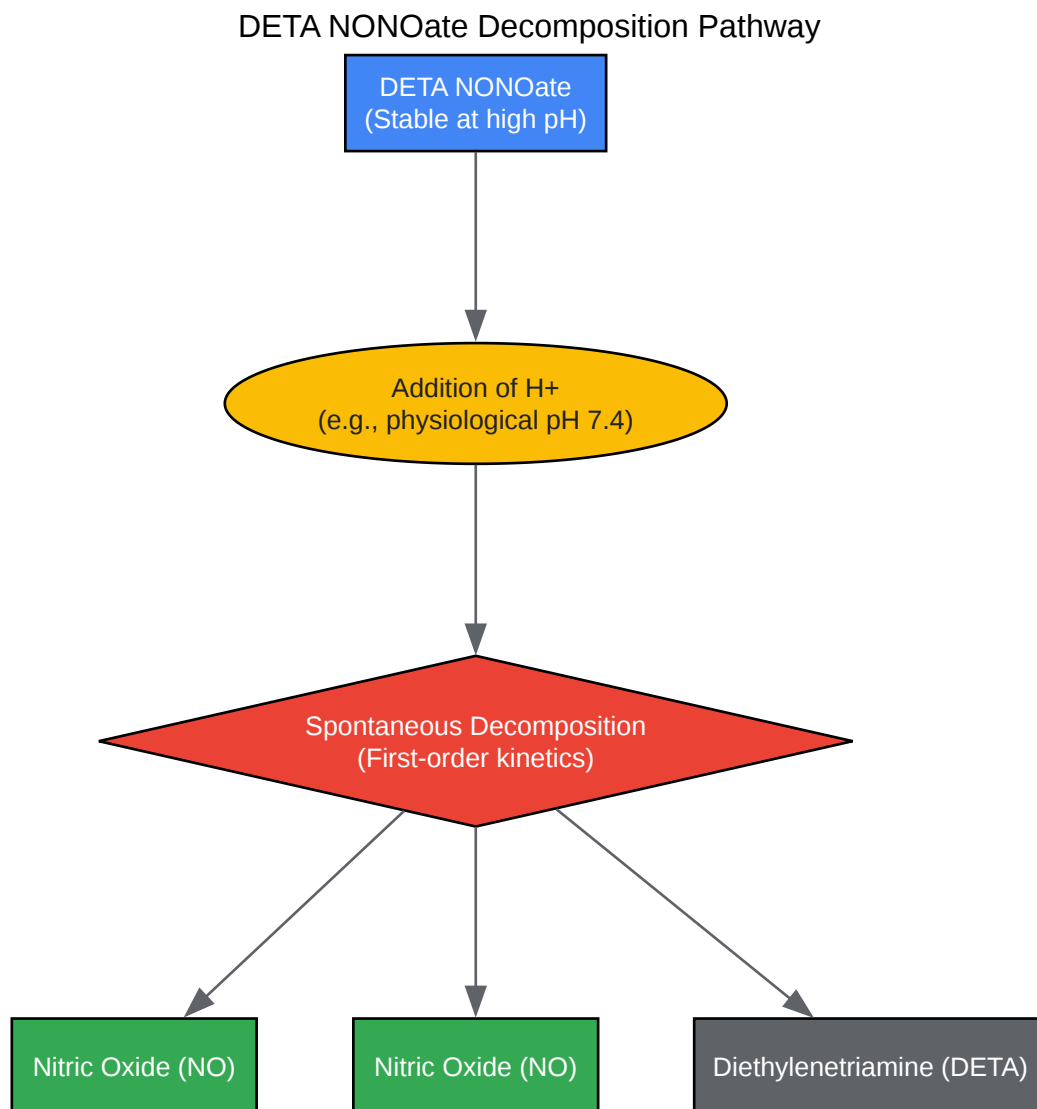 DETA NONOate Decomposition Pathway
DETA NONOate
(Stable at high pH)
Addition of H+
(e.g., physiological pH 7.4)
Spontaneous Decomposition
(First-order kinetics)
Nitric Oxide (NO)
Nitric Oxide (NO)
Diethylenetriamine (DETA)